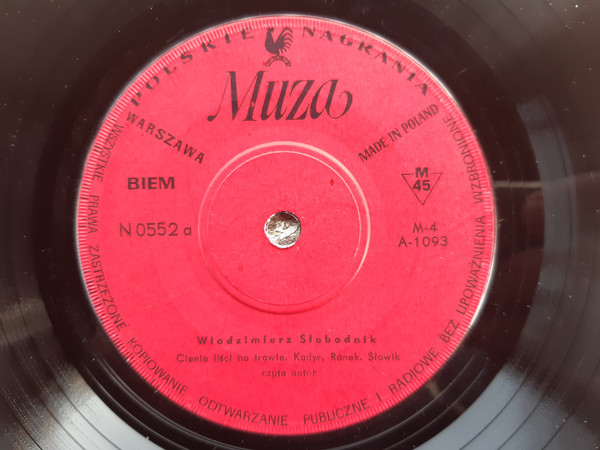 POLSKIE NAGRANIA
Muza
WARSZAWA
MADE IN POLAND
BIEM
M
45
N 0552 a
M-4
A-1093
Włodzimierz Słobodnik
Cienie liści na trawie. Kadyr, Ranek. Słowik
czyta autor
WSZYSTKIE PRAWA ZASTRZEŻONE KOPIOWANIE ODTWARZANIE PUBLICZNE I RADIOWE BEZ UPOWAŻNIENIA WZBRONIONE